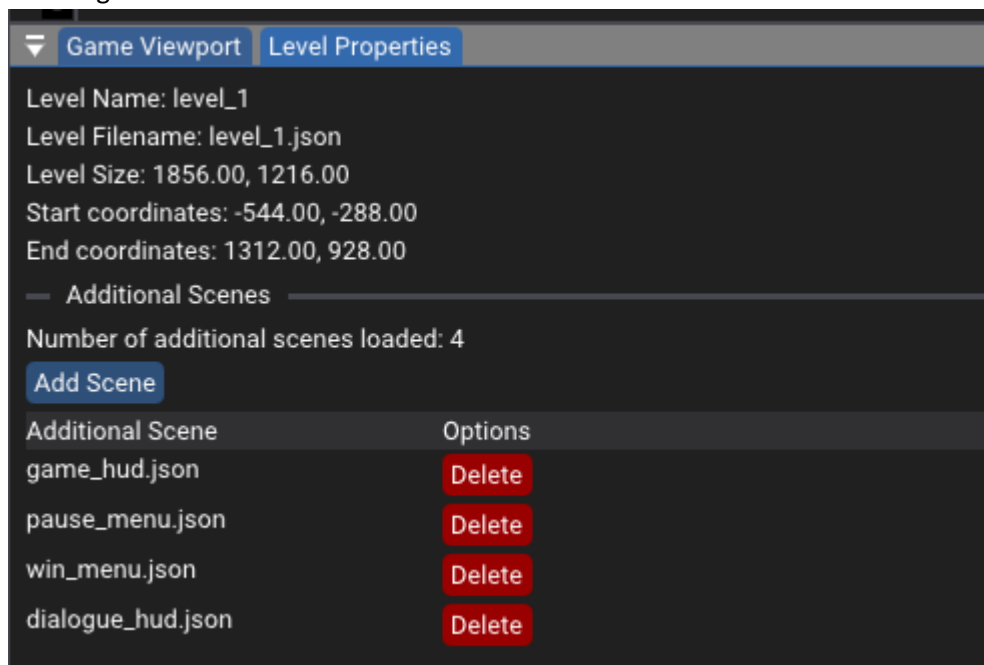 Game Viewport Level Properties
Level Name: level_1
Level Filename: level_1.json
Level Size: 1856.00, 1216.00
Start coordinates: -544.00, -288.00
End coordinates: 1312.00, 928.00
Additional Scenes
Number of additional scenes loaded: 4
Add Scene
Additional Scene Options
game_hud.json Delete
pause_menu.json Delete
win_menu.json Delete
dialogue_hud.json Delete